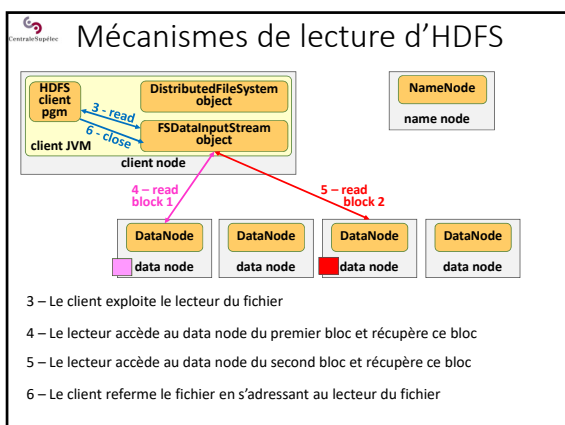 CentraleSupélec
Mécanismes de lecture d’HDFS
HDFS
client
pgm
DistributedFileSystem
object
3 - read
6 - close
FSDataInputStream
object
client JVM
client node
NameNode
name node
4 – read
block 1
5 – read
block 2
DataNode
data node
DataNode
data node
DataNode
data node
DataNode
data node
3 – Le client exploite le lecteur du fichier
4 – Le lecteur accède au data node du premier bloc et récupère ce bloc
5 – Le lecteur accède au data node du second bloc et récupère ce bloc
6 – Le client referme le fichier en s’adressant au lecteur du fichier